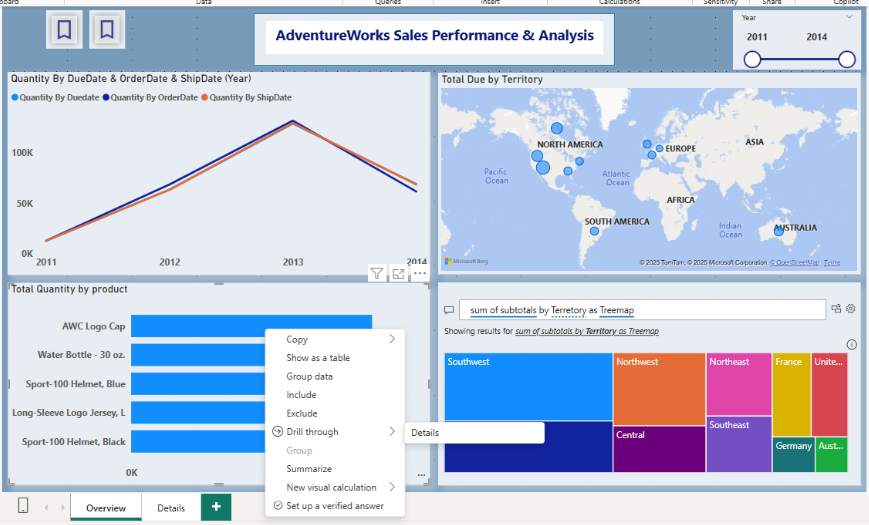 Data
Queries
Insert
Calculations
Sensitivity
Share
Copilot
AdventureWorks Sales Performance & Analysis
Year
2011 2014
Quantity By DueDate & OrderDate & ShipDate (Year)
Quantity By Duedate Quantity By OrderDate Quantity By ShipDate
100K
50K
0K
2011 2012 2013 2014
Total Due by Territory
NORTH AMERICA
EUROPE
ASIA
Pacific
Ocean
Atlantic
Ocean
AFRICA
SOUTH AMERICA
Indian
Ocean
AUSTRALIA
Microsoft Bing
© 2025 TomTom, © 2025 Microsoft Corporation, © OpenStreetMap Terms
Total Quantity by product
AWC Logo Cap
Water Bottle - 30 oz.
Sport-100 Helmet, Blue
Long-Sleeve Logo Jersey, L
Sport-100 Helmet, Black
0K
Copy
Show as a table
Group data
Include
Exclude
Drill through
Details
Group
Summarize
New visual calculation
Set up a verified answer
sum of subtotals by Terretory as Treemap
Showing results for sum of subtotals by Territory as Treemap
Southwest
Northwest
Northeast
France
Unite...
Central
Southeast
Germany
Aust...
Overview
Details
+